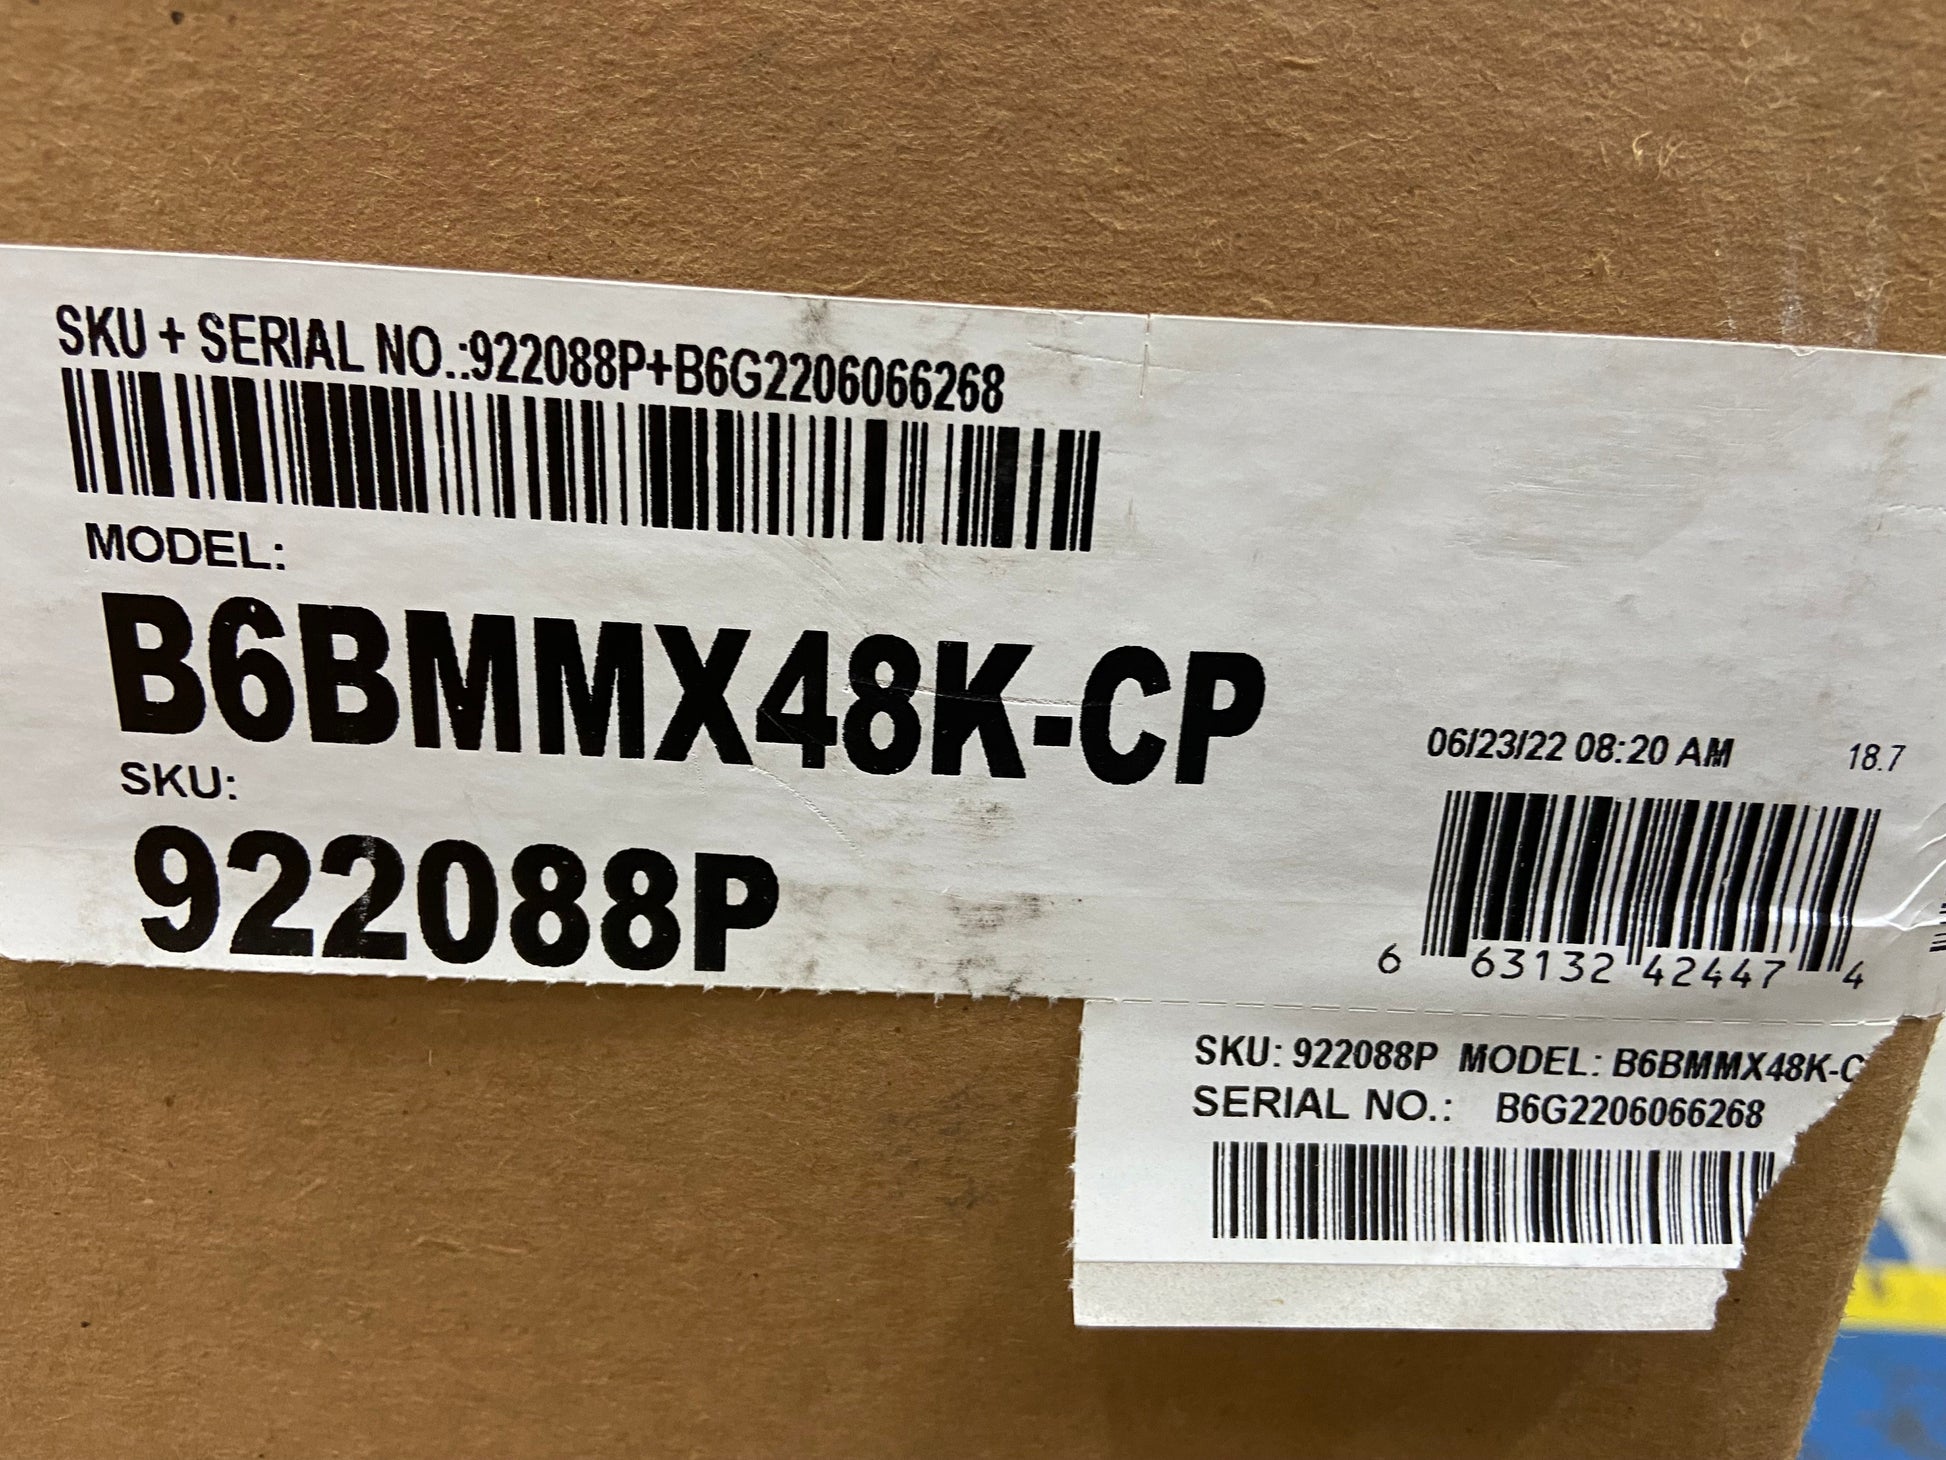 SKU + SERIAL NO.:922088P+B6G2206066268
MODEL:
B6BMMX48K-CP
SKU:
922088P
06/23/22 08:20 AM 18.7
6 63132 42447 4
SKU: 922088P MODEL: B6BMMX48K-C
SERIAL NO.: B6G2206066268